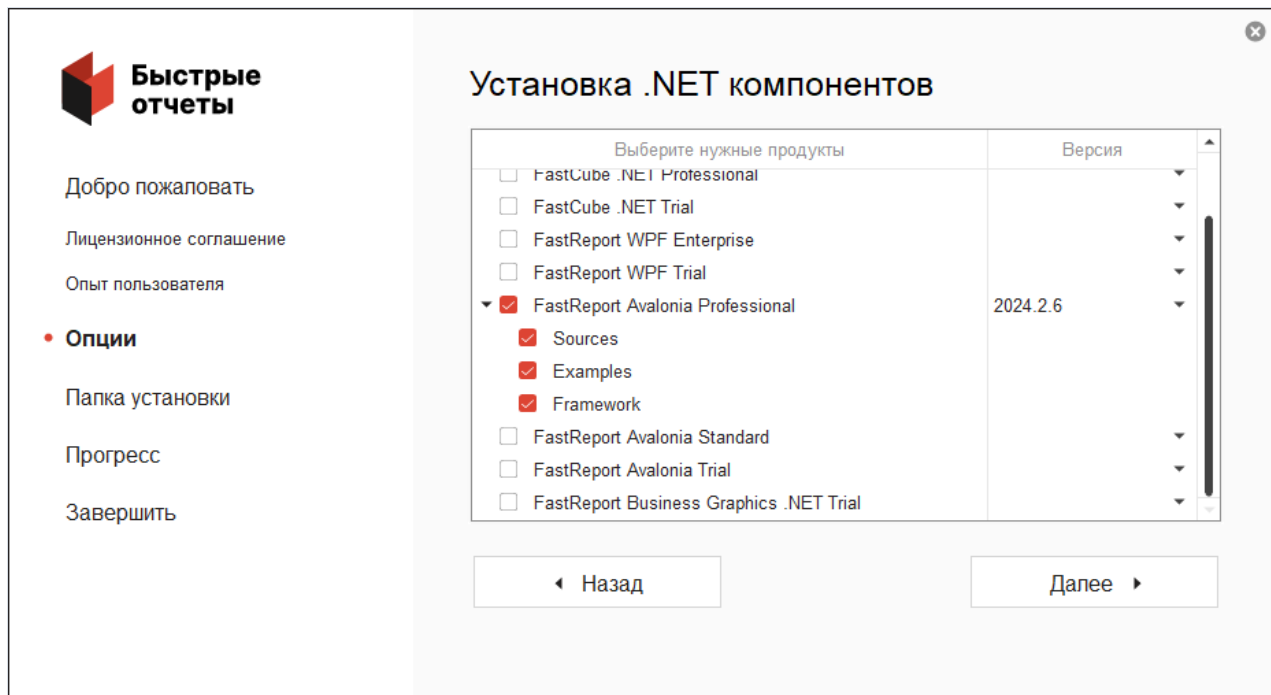 Быстрые
отчеты
Добро пожаловать
Лицензионное соглашение
Опыт пользователя
Опции
Папка установки
Прогресс
Завершить
Установка .NET компонентов
Выберите нужные продукты Версия
FastCube .NET Professional
FastCube .NET Trial
FastReport WPF Enterprise
FastReport WPF Trial
FastReport Avalonia Professional 2024.2.6
Sources
Examples
Framework
FastReport Avalonia Standard
FastReport Avalonia Trial
FastReport Business Graphics .NET Trial
Назад Далее